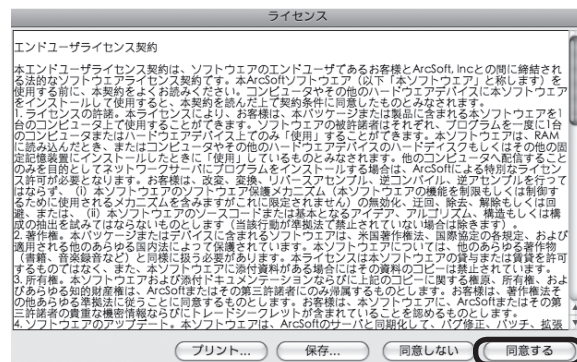 ライセンス
エンドユーザライセンス契約
本エンドユーザライセンス契約は、ソフトウェアのエンドユーザであるお客様とArcSoft, Incとの間に締結され
る法的なソフトウェアライセンス契約です。本ArcSoftソフトウェア（以下「本ソフトウェア」と称します）を
使用する前に、本契約をよくお読みください。コンピュータやその他のハードウェアデバイスに本ソフトウェア
をインストールして使用すると、本契約を読んだ上で契約条件に同意したものとみなされます。
1. ライセンスの許諾。本ライセンスにより、お客様は、本パッケージまたは製品に含まれる本ソフトウェアを1
台のコンピュータ上で使用することができます。ソフトウェアの被許諾者はそれぞれ、プログラムを一度に1台
のコンピュータまたはハードウェアデバイス上でのみ「使用」することができます。本ソフトウェアは、RAM
に読み込んだとき、またはコンピュータやその他のハードウェアデバイスのハードディスクもしくはその他の固
定記憶装置にインストールしたときに「使用」しているものとみなされます。他のコンピュータへ配信すること
のみを目的としてネットワークサーバにプログラムをインストールする場合は、ArcSoftによる特別なライセン
ス許可が必要となります。お客様は、改変、変換、リバースアセンブル、逆コンパイル、逆アセンブルを行って
はならず、（i）本ソフトウェアのソフトウェア保護メカニズム（本ソフトウェアの機能を制限もしくは制御す
るために使用されるメカニズムを含みますがこれに限定されません）の無効化、迂回、除去、解除もしくは回
避、または、（ii）本ソフトウェアのソースコードまたは基本となるアイデア、アルゴリズム、構造もしくは構
成の抽出を試みてはならないものとします（当該行動が準拠法で禁止されていない場合は除きます）。
2. 著作権。本パッケージまたはデバイスに含まれるソフトウェアは、米国著作権法、国際協定の各規定、および
適用される他のあらゆる国内法によって保護されています。本ソフトウェアについては、他のあらゆる著作物
（書籍、音楽録音など）と同様に扱う必要があります。本ライセンスは本ソフトウェアの貸与または賃貸を許可
するものではなく、また、本ソフトウェアに添付資料がある場合にはその資料のコピーは禁止されています。
3. 所有権。本ソフトウェアおよび添付ドキュメンテーションならびに上記のコピーに関する権原、所有権、およ
びあらゆる知的財産権は、ArcSoftまたはその第三許諾者にのみ帰属するものとします。お客様は、著作権法そ
の他あらゆる準拠法に従うことに同意するものとします。お客様は、本ソフトウェアに、ArcSoftまたはその第
三許諾者の貴重な機密情報ならびにトレードシークレットが含まれていることを認めるものとします。
4. ソフトウェアのアップデート。本ソフトウェアは、ArcSoftのサーバと同期化して、バグ修正、パッチ、拡張
プリント... 保存... 同意しない 同意する